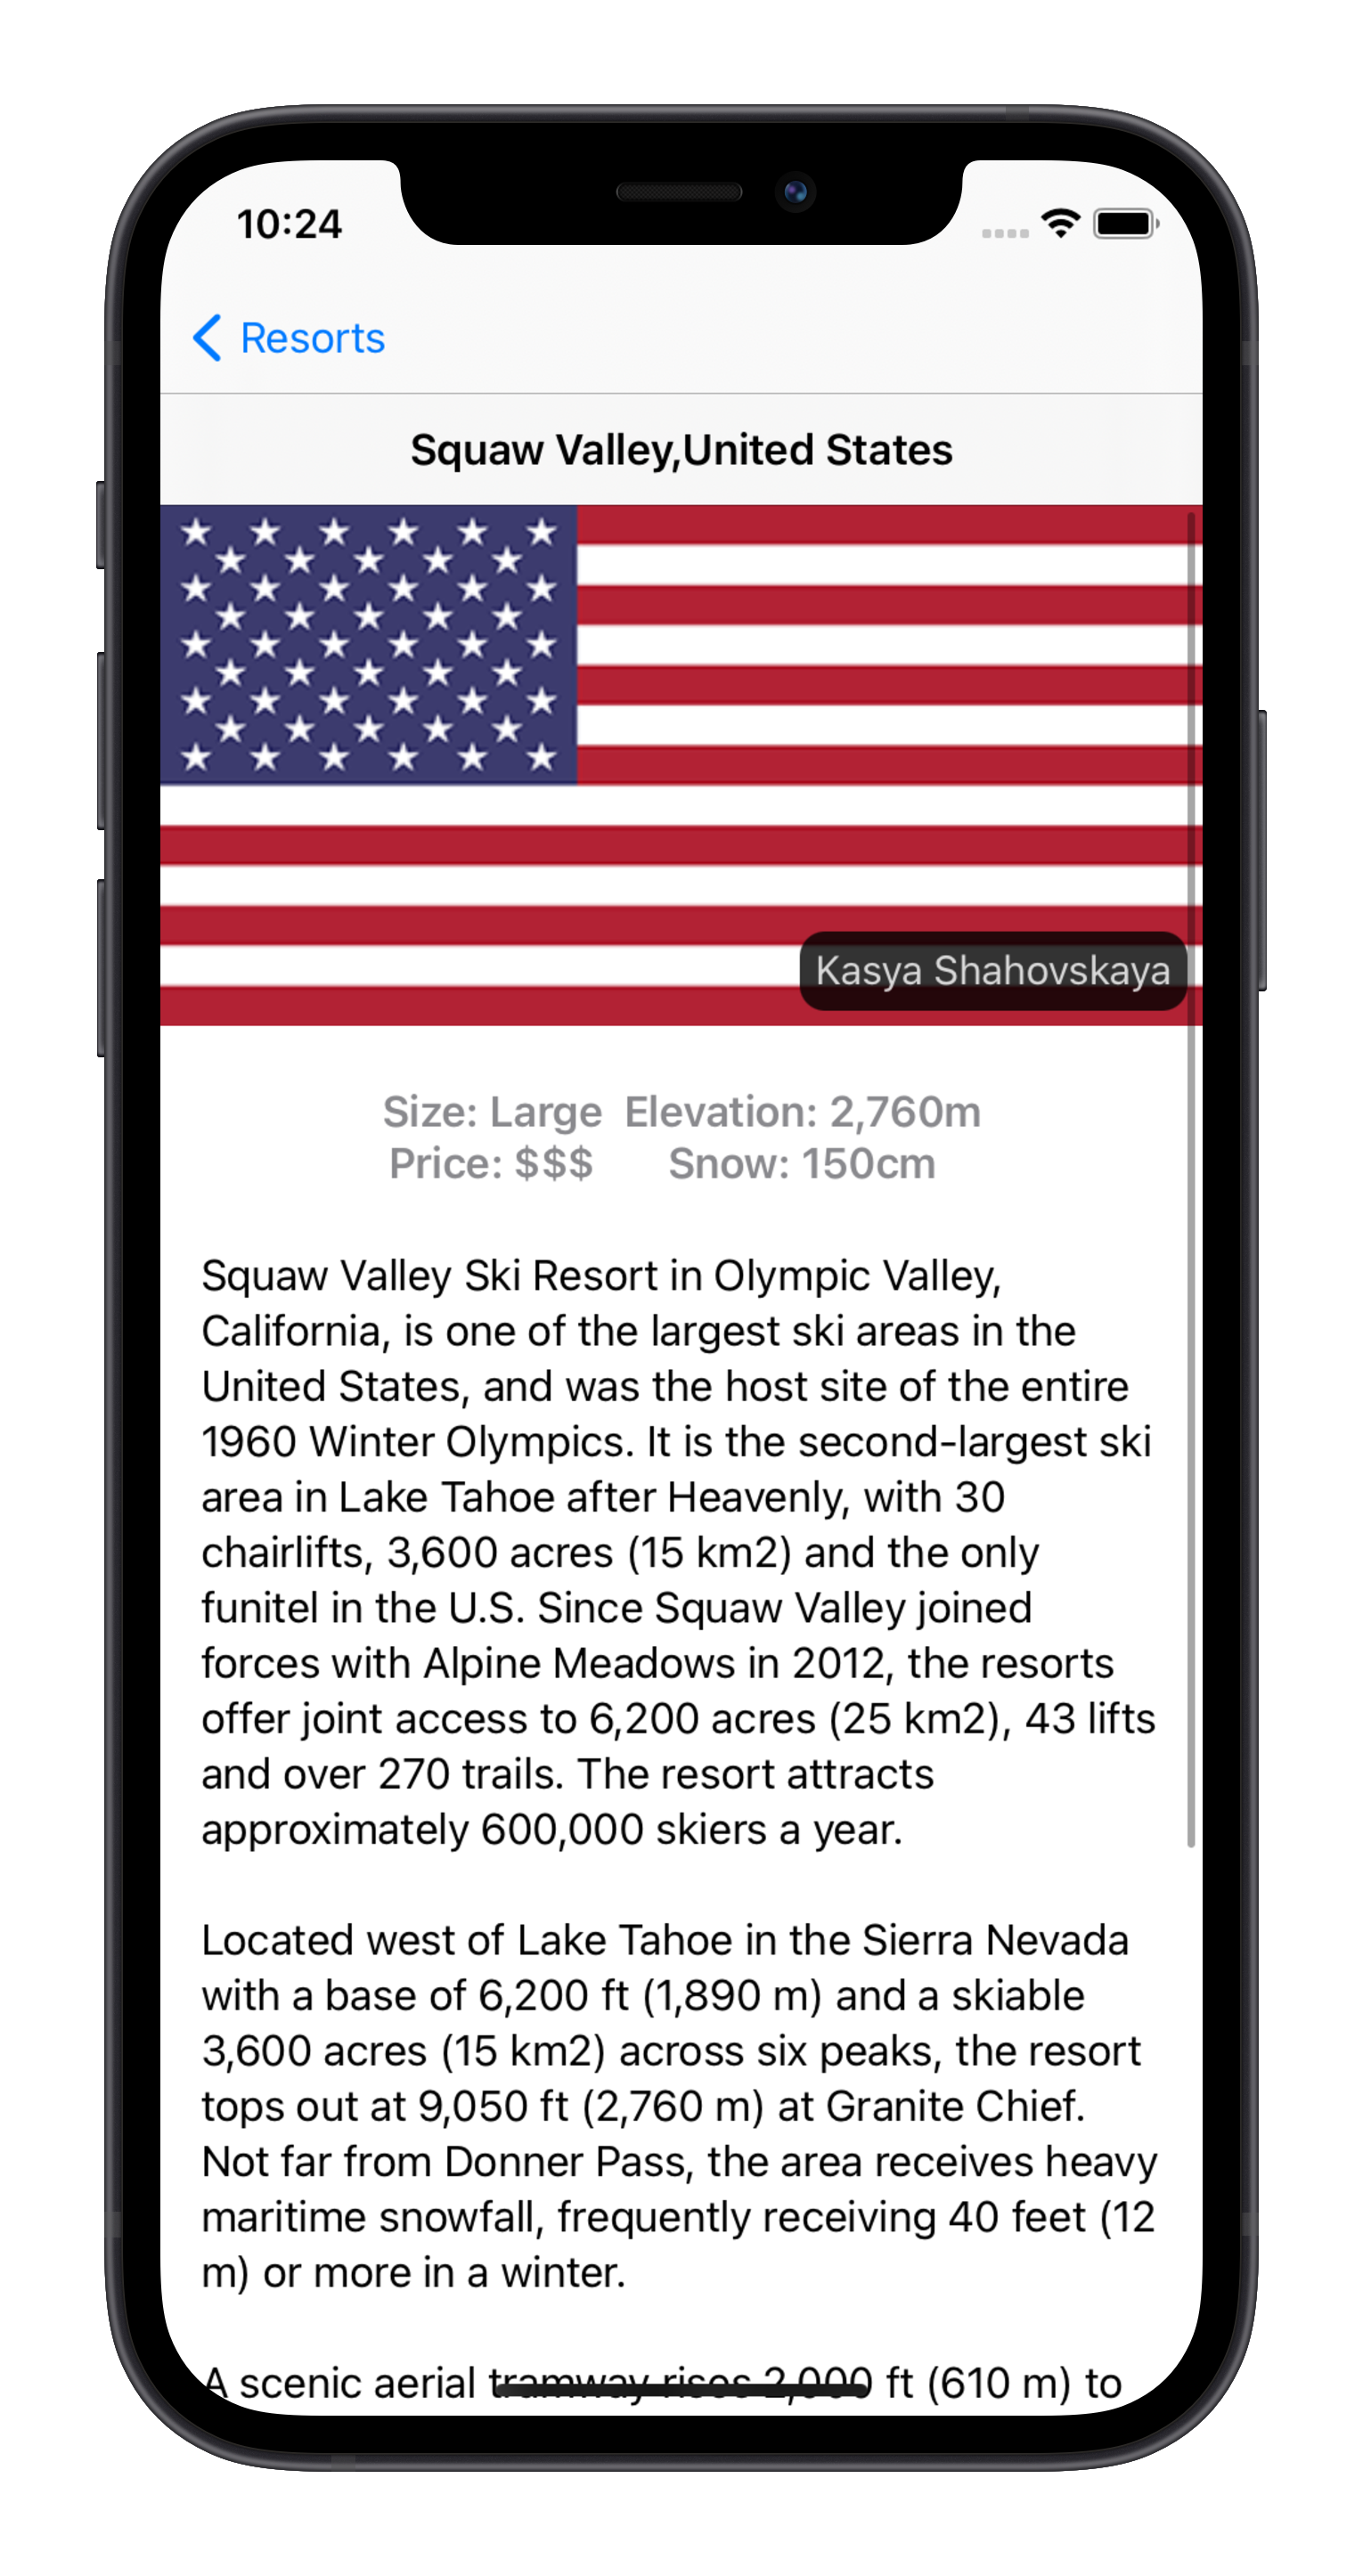 10:24
Resorts
Squaw Valley,United States
Kasya Shahovskaya
Size: Large Elevation: 2,760m
Price: $$$ Snow: 150cm
Squaw Valley Ski Resort in Olympic Valley,
California, is one of the largest ski areas in the
United States, and was the host site of the entire
1960 Winter Olympics. It is the second-largest ski
area in Lake Tahoe after Heavenly, with 30
chairlifts, 3,600 acres (15 km2) and the only
funitel in the U.S. Since Squaw Valley joined
forces with Alpine Meadows in 2012, the resorts
offer joint access to 6,200 acres (25 km2), 43 lifts
and over 270 trails. The resort attracts
approximately 600,000 skiers a year.
Located west of Lake Tahoe in the Sierra Nevada
with a base of 6,200 ft (1,890 m) and a skiable
3,600 acres (15 km2) across six peaks, the resort
tops out at 9,050 ft (2,760 m) at Granite Chief.
Not far from Donner Pass, the area receives heavy
maritime snowfall, frequently receiving 40 feet (12
m) or more in a winter.
A scenic aerial tramway rises 2,000 ft (610 m) to